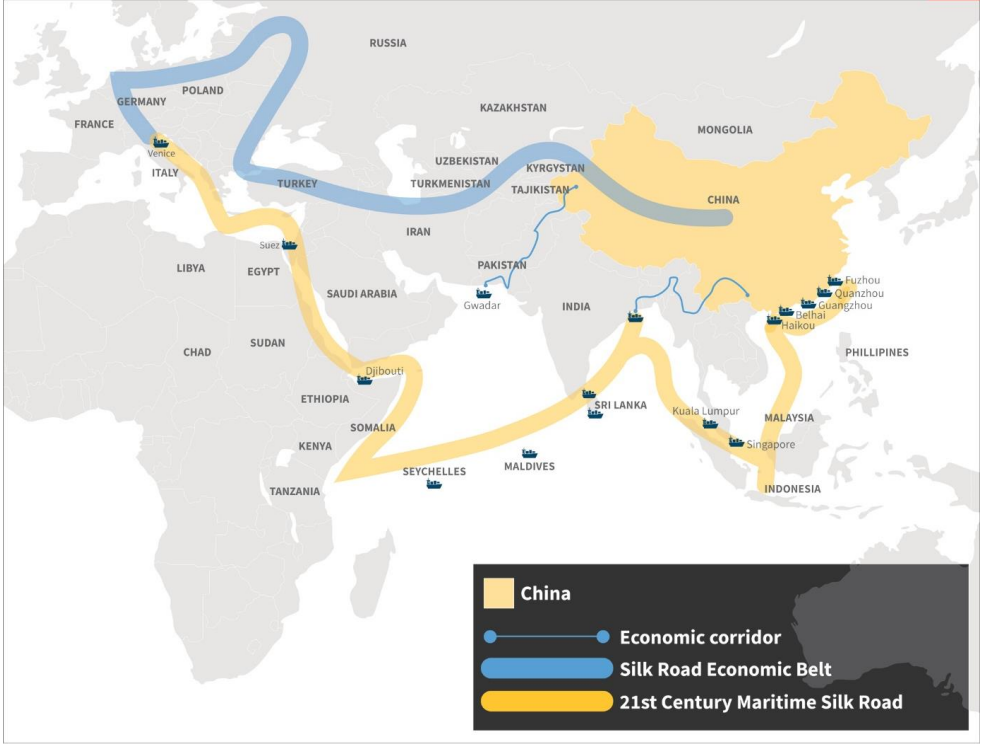 RUSSIA
POLAND
GERMANY
KAZAKHSTAN
FRANCE
MONGOLIA
Venice
UZBEKISTAN
KYRGYSTAN
ITALY
TURKEY
TURKMENISTAN
TAJIKISTAN
CHINA
IRAN
Suez
LIBYA
EGYPT
PAKISTAN
SAUDI ARABIA
Gwadar
INDIA
Fuzhou
Quanzhou
Guangzhou
Belhai
Haikou
SUDAN
CHAD
PHILLIPINES
Djibouti
ETHIOPIA
SRI LANKA
Kuala Lumpur
MALAYSIA
SOMALIA
KENYA
Singapore
SEYCHELLES
MALDIVES
TANZANIA
INDONESIA
China
Economic corridor
Silk Road Economic Belt
21st Century Maritime Silk Road